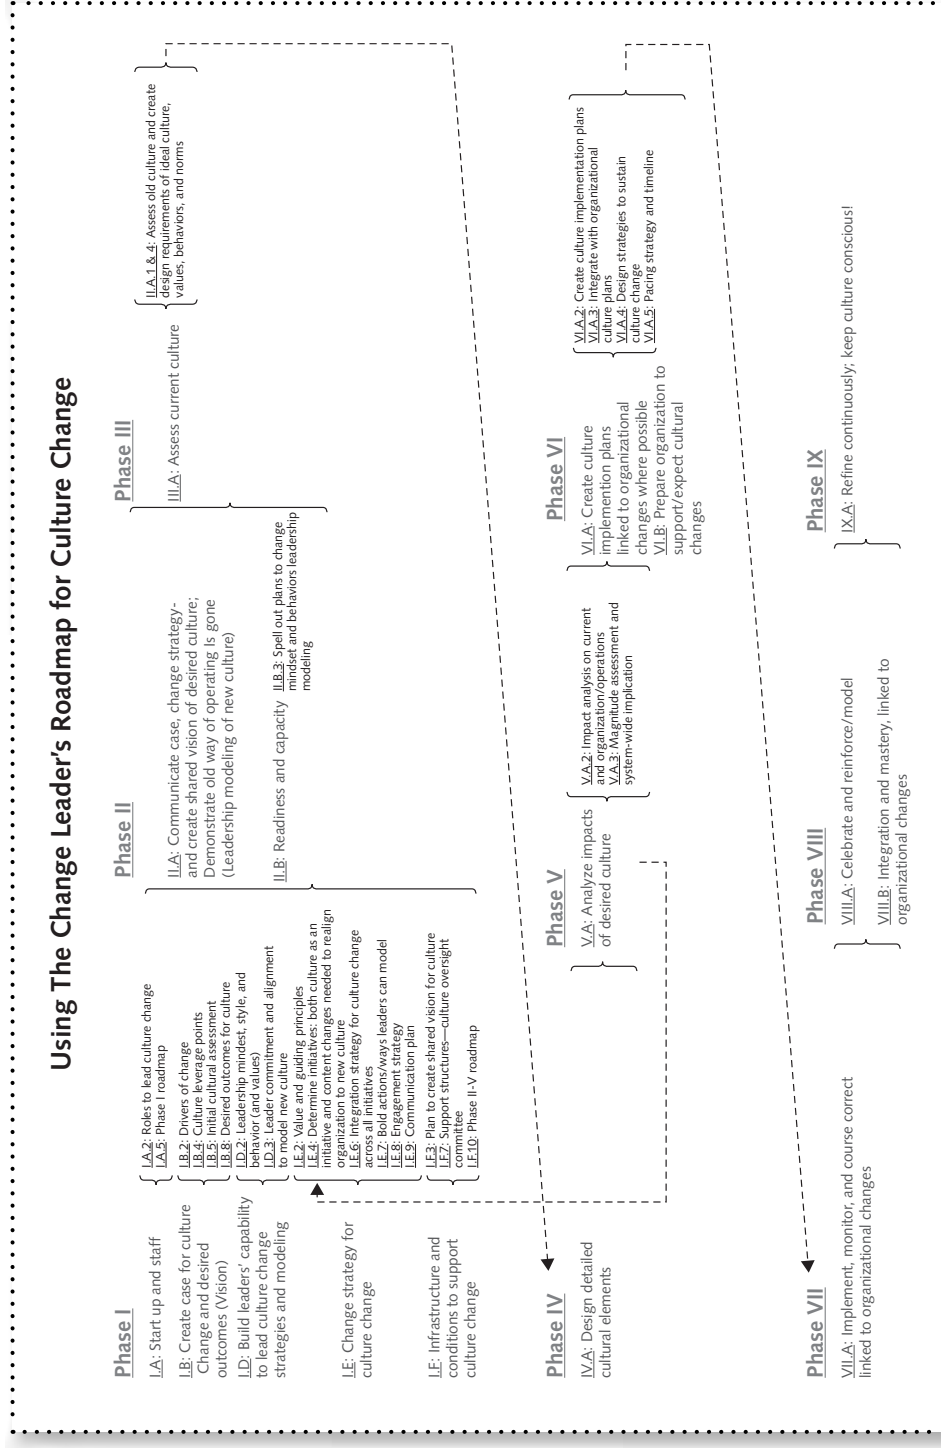 Using The Change Leader's Roadmap for Culture Change
Phase I
I.A: Start up and staff
I.A.2: Roles to lead culture change
I.A.5: Phase I roadmap
I.B: Create case for culture
Change and desired
outcomes (Vision)
I.B.2: Drivers of change
I.B.4: Culture leverage points
I.B.5: Initial cultural assessment
I.B.8: Desired outcomes for culture
I.D: Build leaders' capability
to lead culture change
strategies and modeling
I.D.2: Leadership mindest, style, and
behavior (and values)
I.D.3: Leader commitment and alignment
to model new culture
I.E: Change strategy for
culture change
I.E.2: Value and guiding principles
I.E.4: Determine initiatives: both culture as an
initiative and content changes needed to realign
organization to new culture
I.E.6: Integration strategy for culture change
across all initiatives
I.E.7: Bold actions/ways leaders can model
I.E.8: Engagement strategy
I.E.9: Communication plan
I.F: Infrastructure and
conditions to support
culture change
I.F.3: Plan to create shared vision for culture
I.F.7: Support structures—culture oversight
committee
I.F.10: Phase II-V roadmap
Phase II
II.A: Communicate case, change strategy-
and create shared vision of desired culture;
Demonstrate old way of operating Is gone
(Leadership modeling of new culture)
II.B: Readiness and capacity
II.B.3: Spell out plans to change
mindset and behaviors leadership
modeling
Phase III
III.A: Assess current culture
II.A.1 & 4: Assess old culture and create
design requirements of ideal culture,
values, behaviors, and norms
Phase IV
IV.A: Design detailed
cultural elements
Phase V
V.A: Analyze impacts
of desired culture
V.A.2: Impact analysis on current
and organization/operations
V.A.3: Magnitude assessment and
system-wide implication
Phase VI
VI.A: Create culture
implemention plans
linked to organizational
changes where possible
VI.B: Prepare organization to
support/expect cultural
changes
VI.A.2: Create culture implementation plans
VI.A.3: Integrate with organizational
culture plans
VI.A.4: Design strategies to sustain
culture change
VI.A.5: Pacing strategy and timeline
Phase VII
VII.A: Implement, monitor, and course correct
linked to organizational changes
Phase VIII
VIII.A: Celebrate and reinforce/model
VIII.B: Integration and mastery, linked to
organizational changes
Phase IX
IX.A: Refine continuously; keep culture conscious!